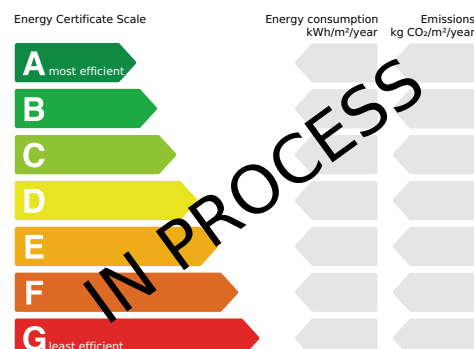 Energy Certificate Scale
Energy consumption
kWh/m²/year
Emissions
kg CO₂/m²/year
A most efficient
B
C
D
E
F
G least efficient
IN PROCESS